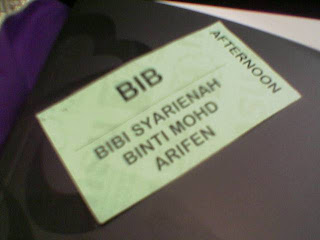 BIB
AFTERNOON
BIBI SYARIENAH
BINTI MOHD
ARIFEN